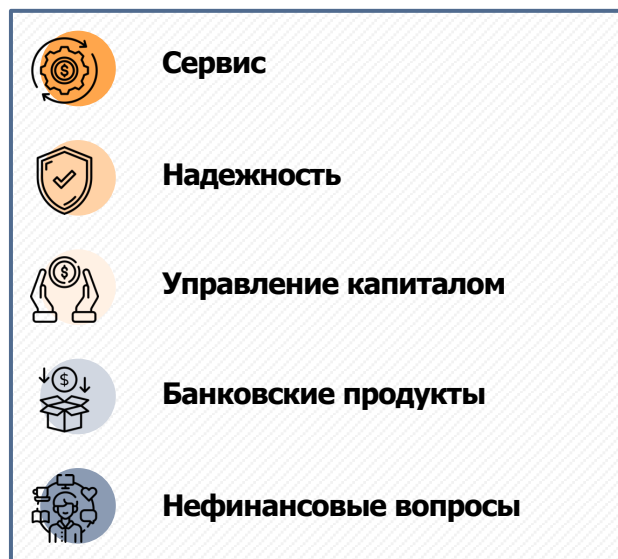 Сервис
Надежность
Управление капиталом
Банковские продукты
Нефинансовые вопросы